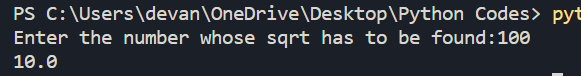 PS C:\Users\devan\OneDrive\Desktop\Python Codes> pyt
Enter the number whose sqrt has to be found:100
10.0